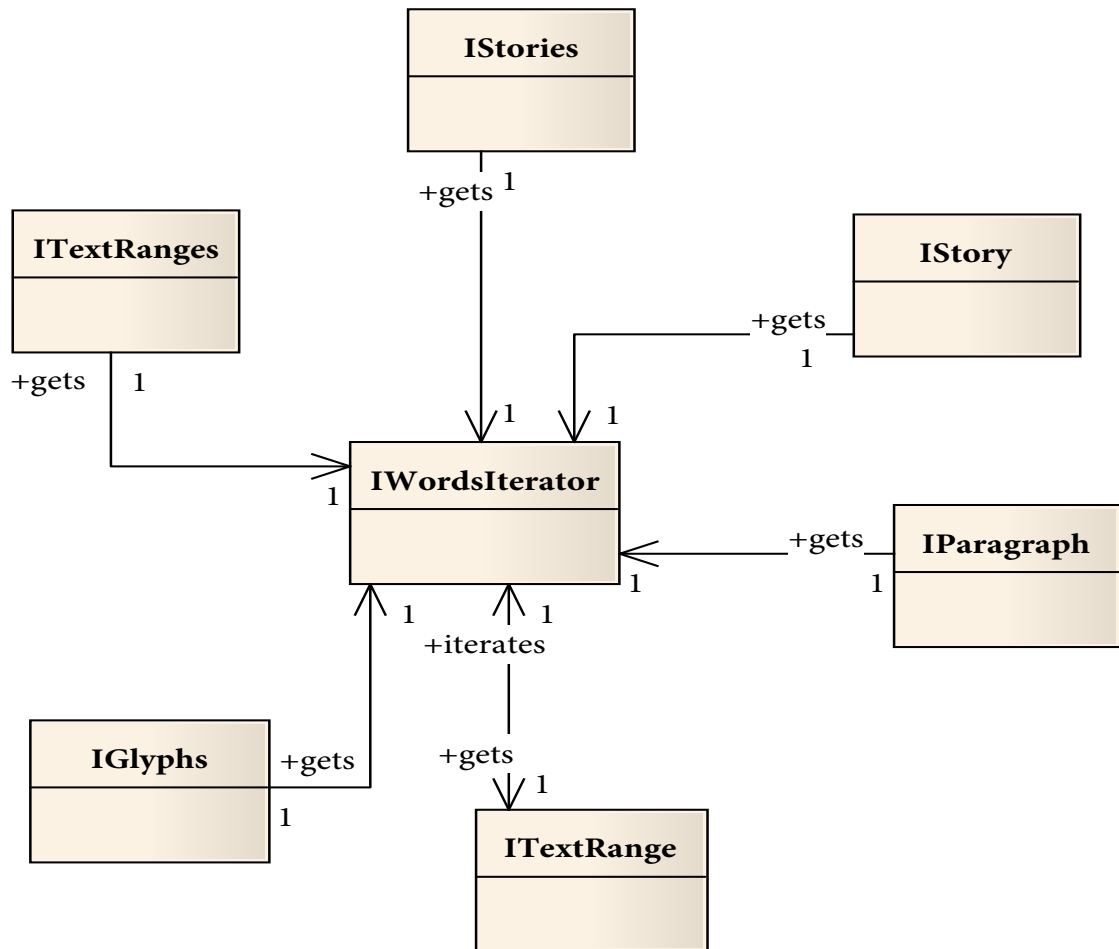 IStories
+gets 1
ITextRanges
IStory
+gets
1
+gets 1
1
1
IWordsIterator
1
+gets
IParagraph
1
1
1
1
+iterates
IGlyphs
+gets
1
+gets
1
ITextRange